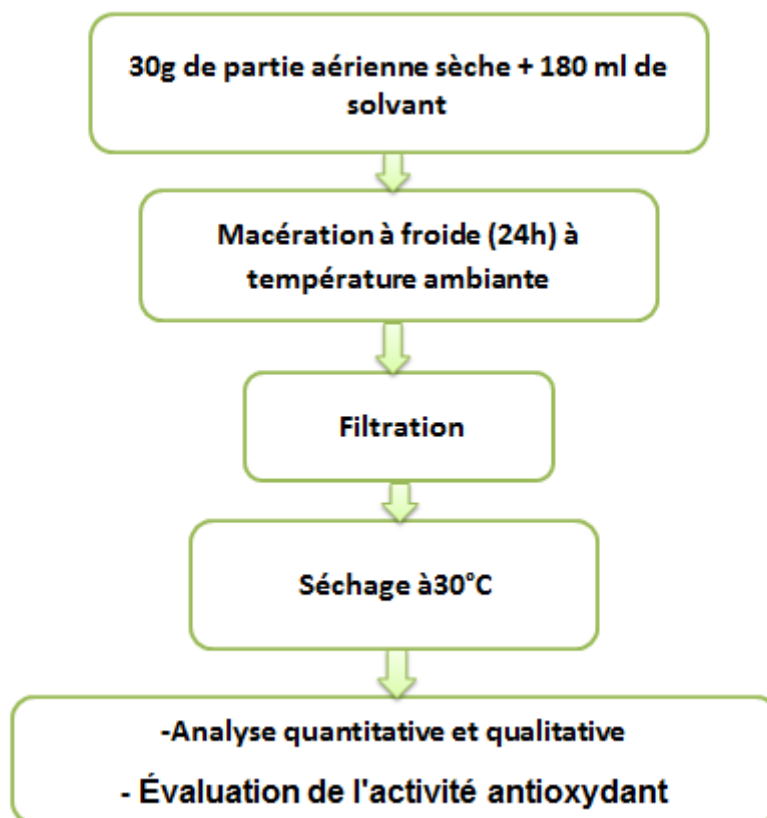 30g de partie aérienne sèche + 180 ml de
solvant
Macération à froide (24h) à
température ambiante
Filtration
Séchage à30°C
-Analyse quantitative et qualitative
- Évaluation de l'activité antioxydant